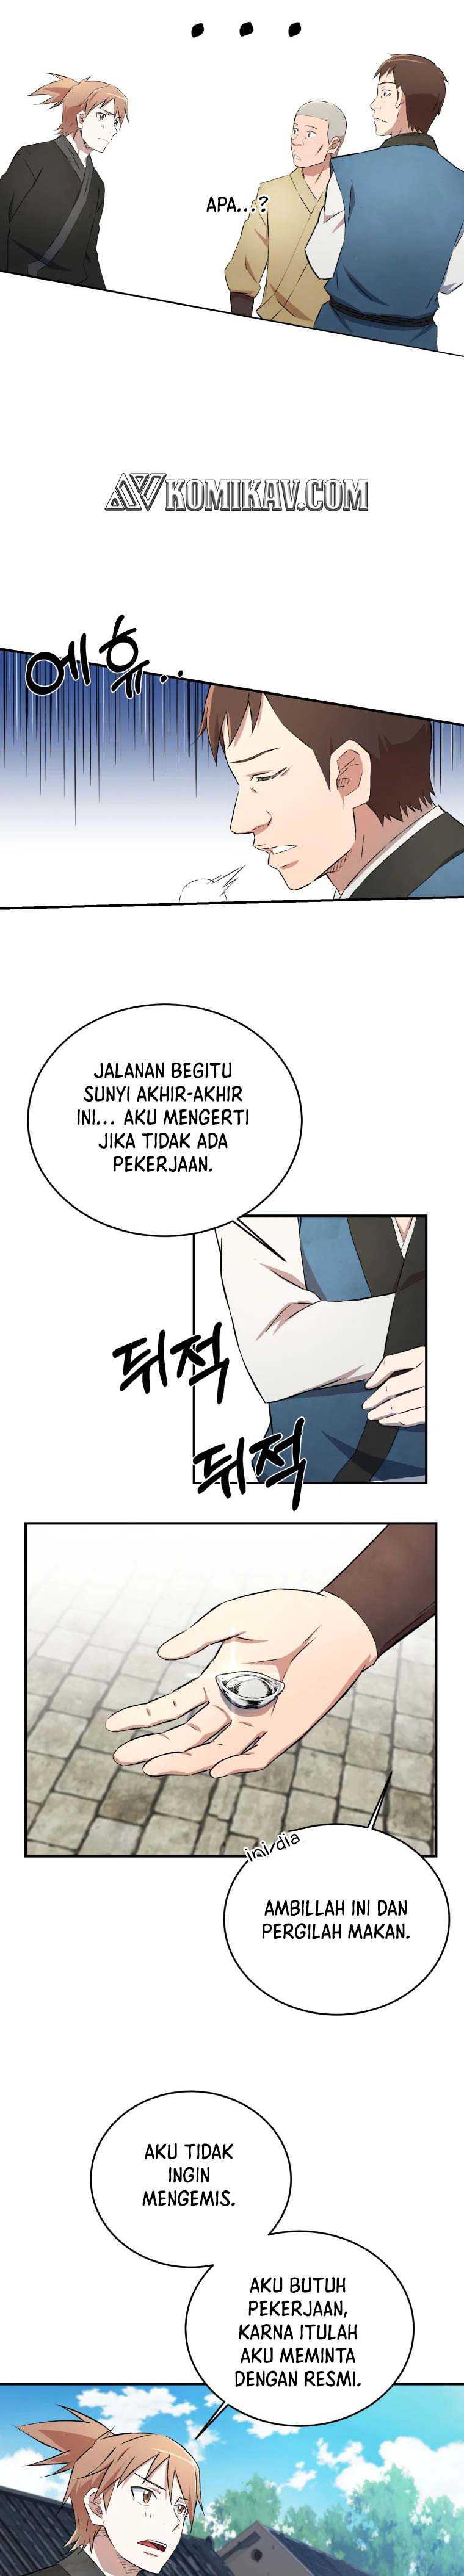 ...
APA...?
KOMIKAV.COM
에휴..
JALANAN BEGITU
SUNYI AKHIR-AKHIR
INI... AKU MENGERTI
JIKA TIDAK ADA
PEKERJAAN.
뒤적
뒤적
ini dia
AMBILLAH INI DAN
PERGILAH MAKAN.
AKU TIDAK
INGIN
MENGEMIS.
AKU BUTUH
PEKERJAAN,
KARNA ITULAH
AKU MEMINTA
DENGAN RESMI.